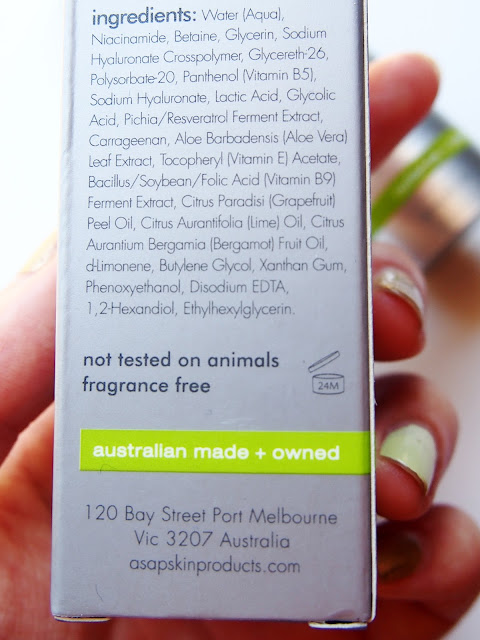 ingredients: Water (Aqua),
Niacinamide, Betaine, Glycerin, Sodium
Hyaluronate Crosspolymer, Glycereth-26,
Polysorbate-20, Panthenol (Vitamin B5),
Sodium Hyaluronate, Lactic Acid, Glycolic
Acid, Pichia/Resveratrol Ferment Extract,
Carrageenan, Aloe Barbadensis (Aloe Vera)
Leaf Extract, Tocopheryl (Vitamin E) Acetate,
Bacillus/Soybean/Folic Acid (Vitamin B9)
Ferment Extract, Citrus Paradisi (Grapefruit)
Peel Oil, Citrus Aurantifolia (Lime) Oil, Citrus
Aurantium Bergamia (Bergamot) Fruit Oil,
d-Limonene, Butylene Glycol, Xanthan Gum,
Phenoxyethanol, Disodium EDTA,
1,2-Hexandiol, Ethylhexylglycerin.
not tested on animals
fragrance free
24M
australian made + owned
120 Bay Street Port Melbourne
Vic 3207 Australia
asapskinproducts.com